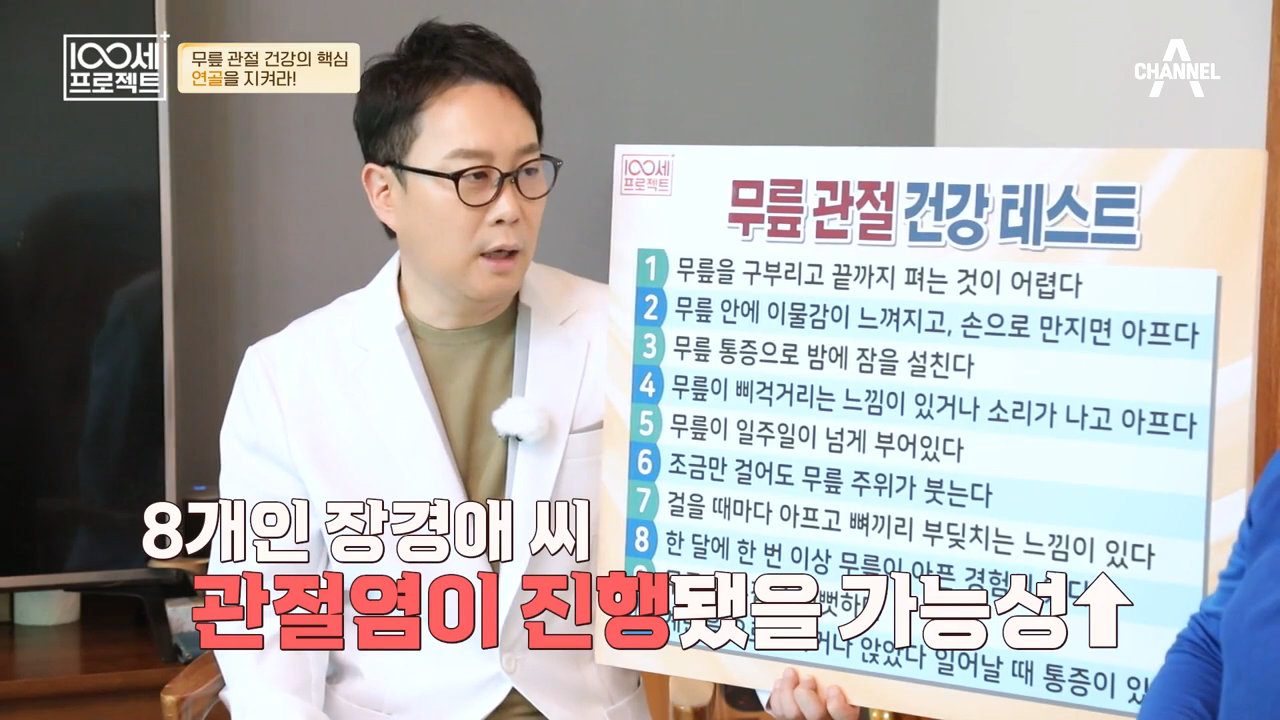 100세+
프로젝트
무릎 관절 건강의 핵심
연골을 지켜라!
CHANNEL A
100세+
프로젝트
무릎 관절 건강 테스트
1 무릎을 구부리고 끝까지 펴는 것이 어렵다
2 무릎 안에 이물감이 느껴지고, 손으로 만지면 아프다
3 무릎 통증으로 밤에 잠을 설친다
4 무릎이 삐걱거리는 느낌이 있거나 소리가 나고 아프다
5 무릎이 일주일이 넘게 부어있다
6 조금만 걸어도 무릎 주위가 붓는다
7 걸을 때마다 아프고 뼈끼리 부딪치는 느낌이 있다
8 한 달에 한 번 이상 무릎이 아픈 경험
앉았다 일어날 때 통증이 있
8개인 장경애 씨
관절염이 진행됐을 가능성↑